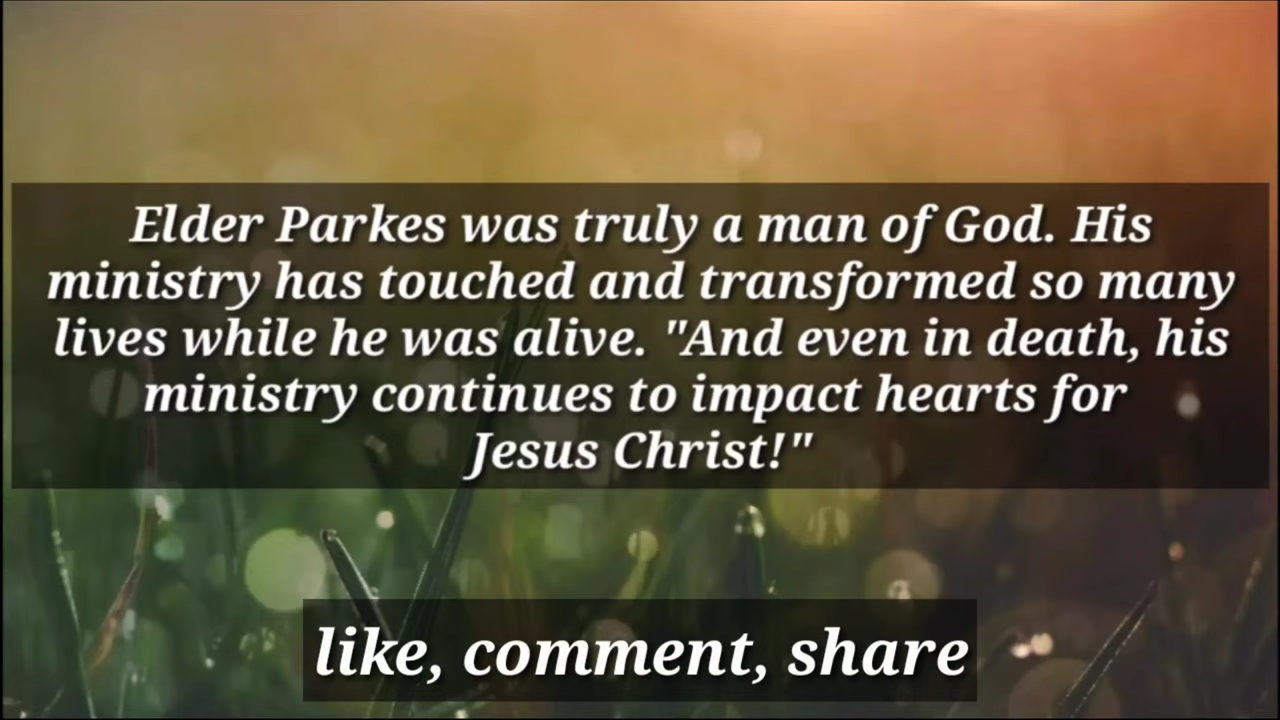 Elder Parkes was truly a man of God. His
ministry has touched and transformed so many
lives while he was alive. "And even in death, his
ministry continues to impact hearts for
Jesus Christ!"
like, comment, share